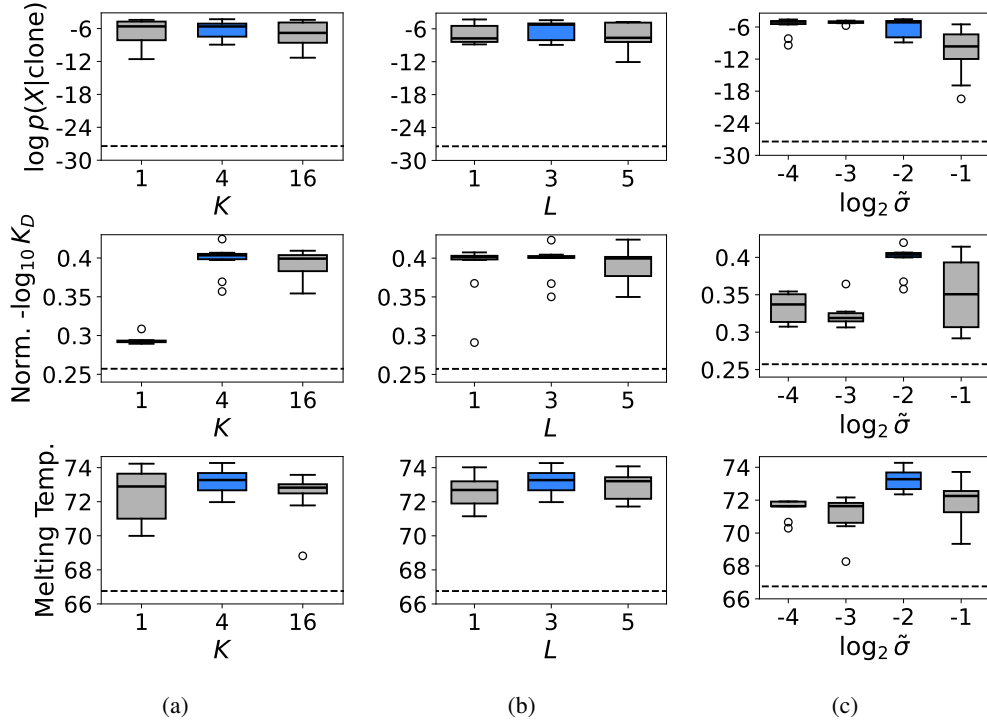 log p(X|clone)
-6
-12
-18
-24
-30
1 4 16
K
-6
-12
-18
-24
-30
1 3 5
L
-6
-12
-18
-24
-30
-4 -3 -2 -1
log₂ σ̃
Norm. -log₁₀ K_D
0.4
0.35
0.3
0.25
1 4 16
K
0.4
0.35
0.3
0.25
1 3 5
L
0.4
0.35
0.3
0.25
-4 -3 -2 -1
log₂ σ̃
Melting Temp.
74
72
70
68
66
1 4 16
K
74
72
70
68
66
1 3 5
L
74
72
70
68
66
-4 -3 -2 -1
log₂ σ̃
(a) (b) (c)